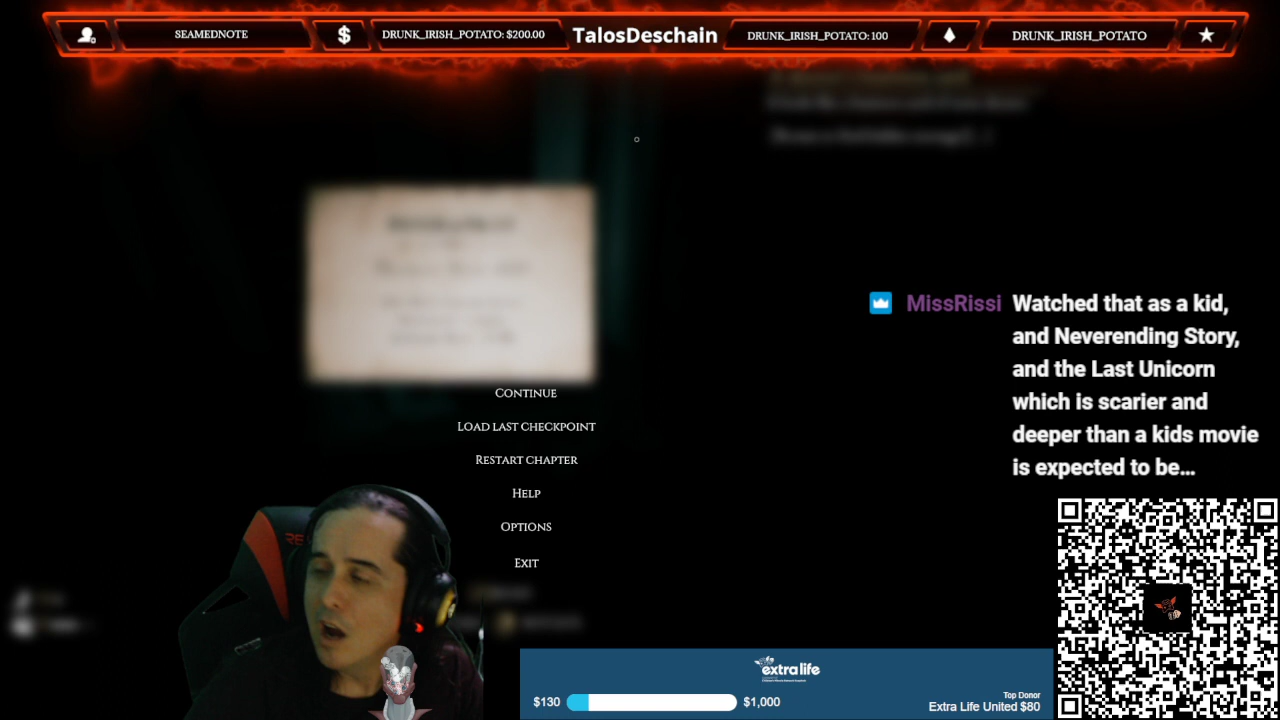 SEAMEDNOTE
$
DRUNK_IRISH_POTATO: $200.00
TalosDeschain
DRUNK_IRISH_POTATO: 100
DRUNK_IRISH_POTATO
MissRissi Watched that as a kid,
and Neverending Story,
and the Last Unicorn
which is scarier and
deeper than a kids movie
is expected to be...
CONTINUE
LOAD LAST CHECKPOINT
RESTART CHAPTER
HELP
OPTIONS
EXIT
extralife
$130
$1,000
Top Donor
Extra Life United $80